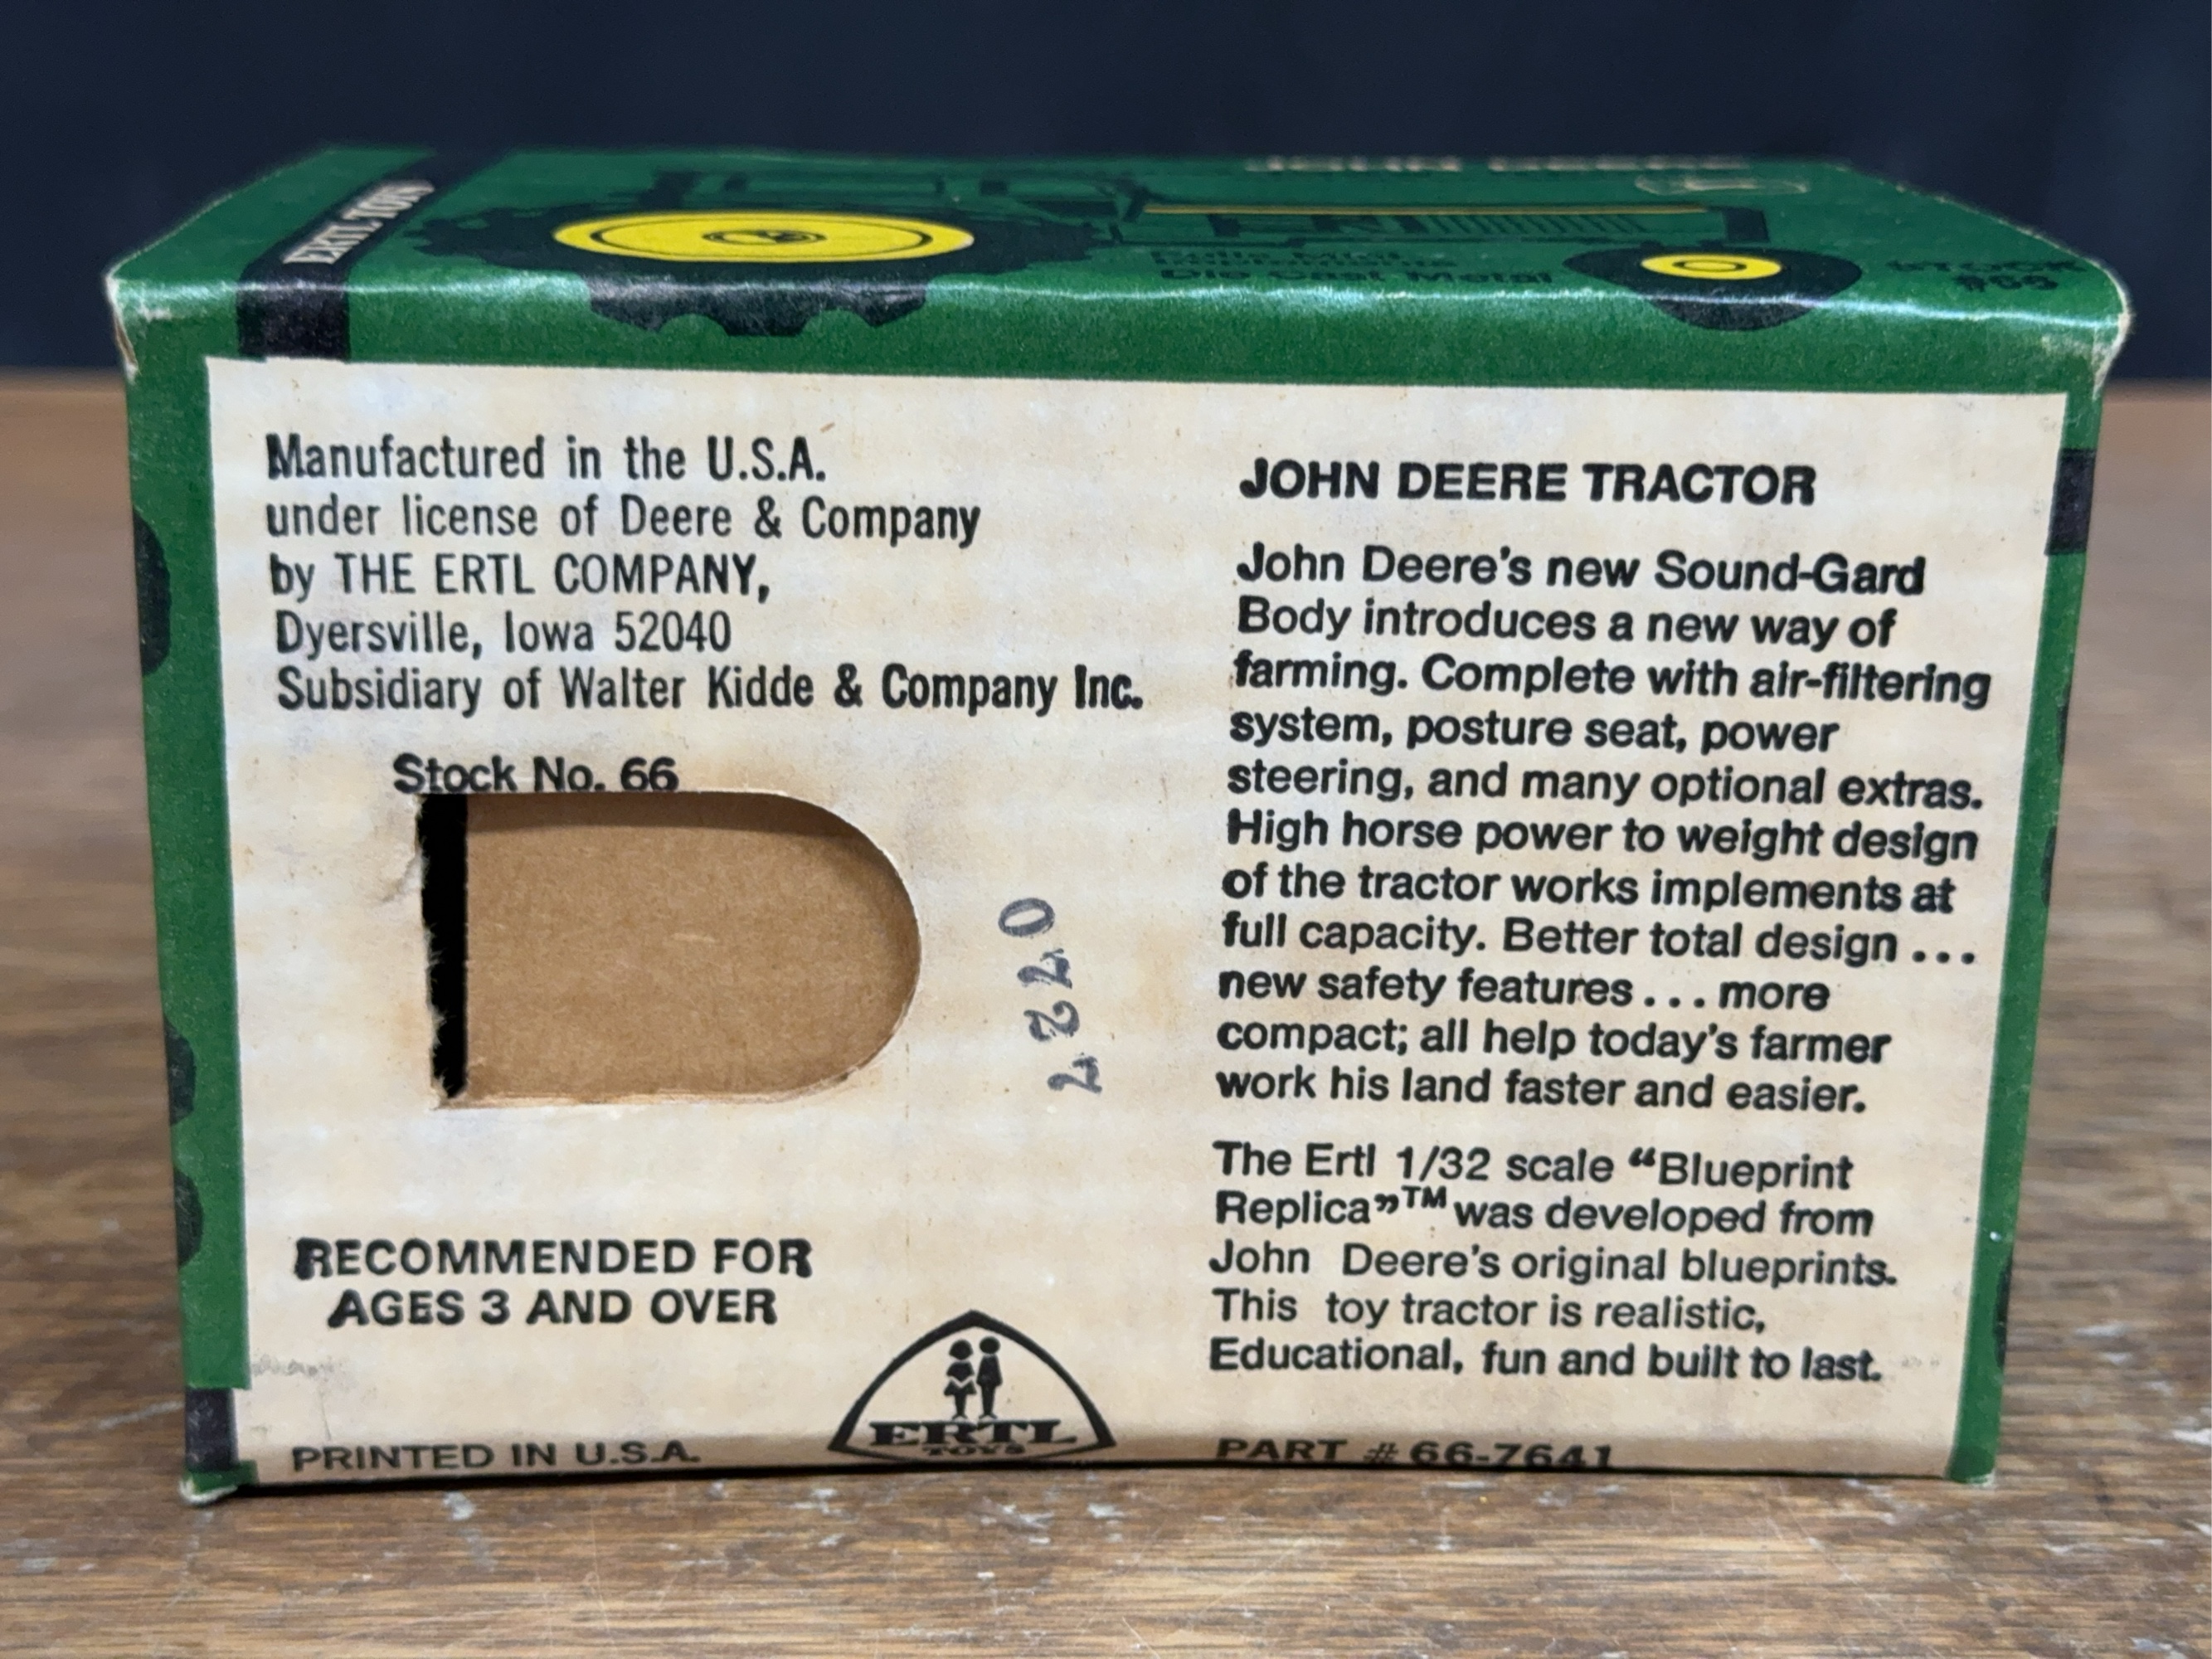 ERTL TOYS
Die Cast Metal
STOCK
#66
Manufactured in the U.S.A.
under license of Deere & Company
by THE ERTL COMPANY,
Dyersville, Iowa 52040
Subsidiary of Walter Kidde & Company Inc.
Stock No. 66
0727
RECOMMENDED FOR
AGES 3 AND OVER
PRINTED IN U.S.A.
ERTL
TOYS
JOHN DEERE TRACTOR
John Deere's new Sound-Gard
Body introduces a new way of
farming. Complete with air-filtering
system, posture seat, power
steering, and many optional extras.
High horse power to weight design
of the tractor works implements at
full capacity. Better total design ...
new safety features ... more
compact; all help today's farmer
work his land faster and easier.
The Ertl 1/32 scale “Blueprint
Replica”™ was developed from
John Deere's original blueprints.
This toy tractor is realistic,
Educational, fun and built to last.
PART # 66-7641